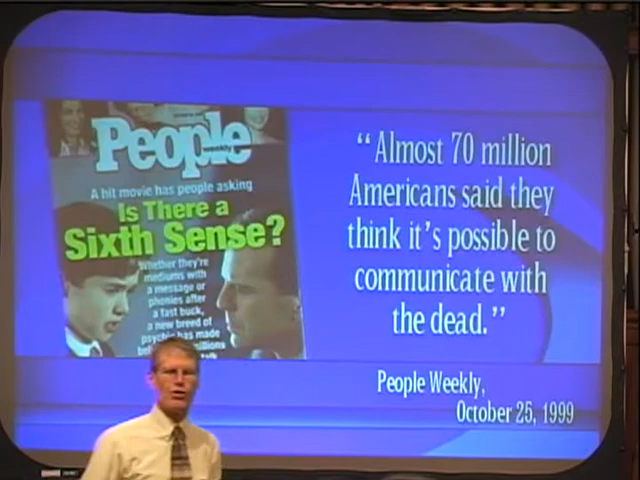 People
weekly
A hit movie has people asking
Is There a
Sixth Sense?
Whether they're
mediums with
a message or
phonies after
a fast buck,
a new breed of
psychic has made
millions
talk
“Almost 70 million
Americans said they
think it's possible to
communicate with
the dead.”
People Weekly,
October 25, 1999